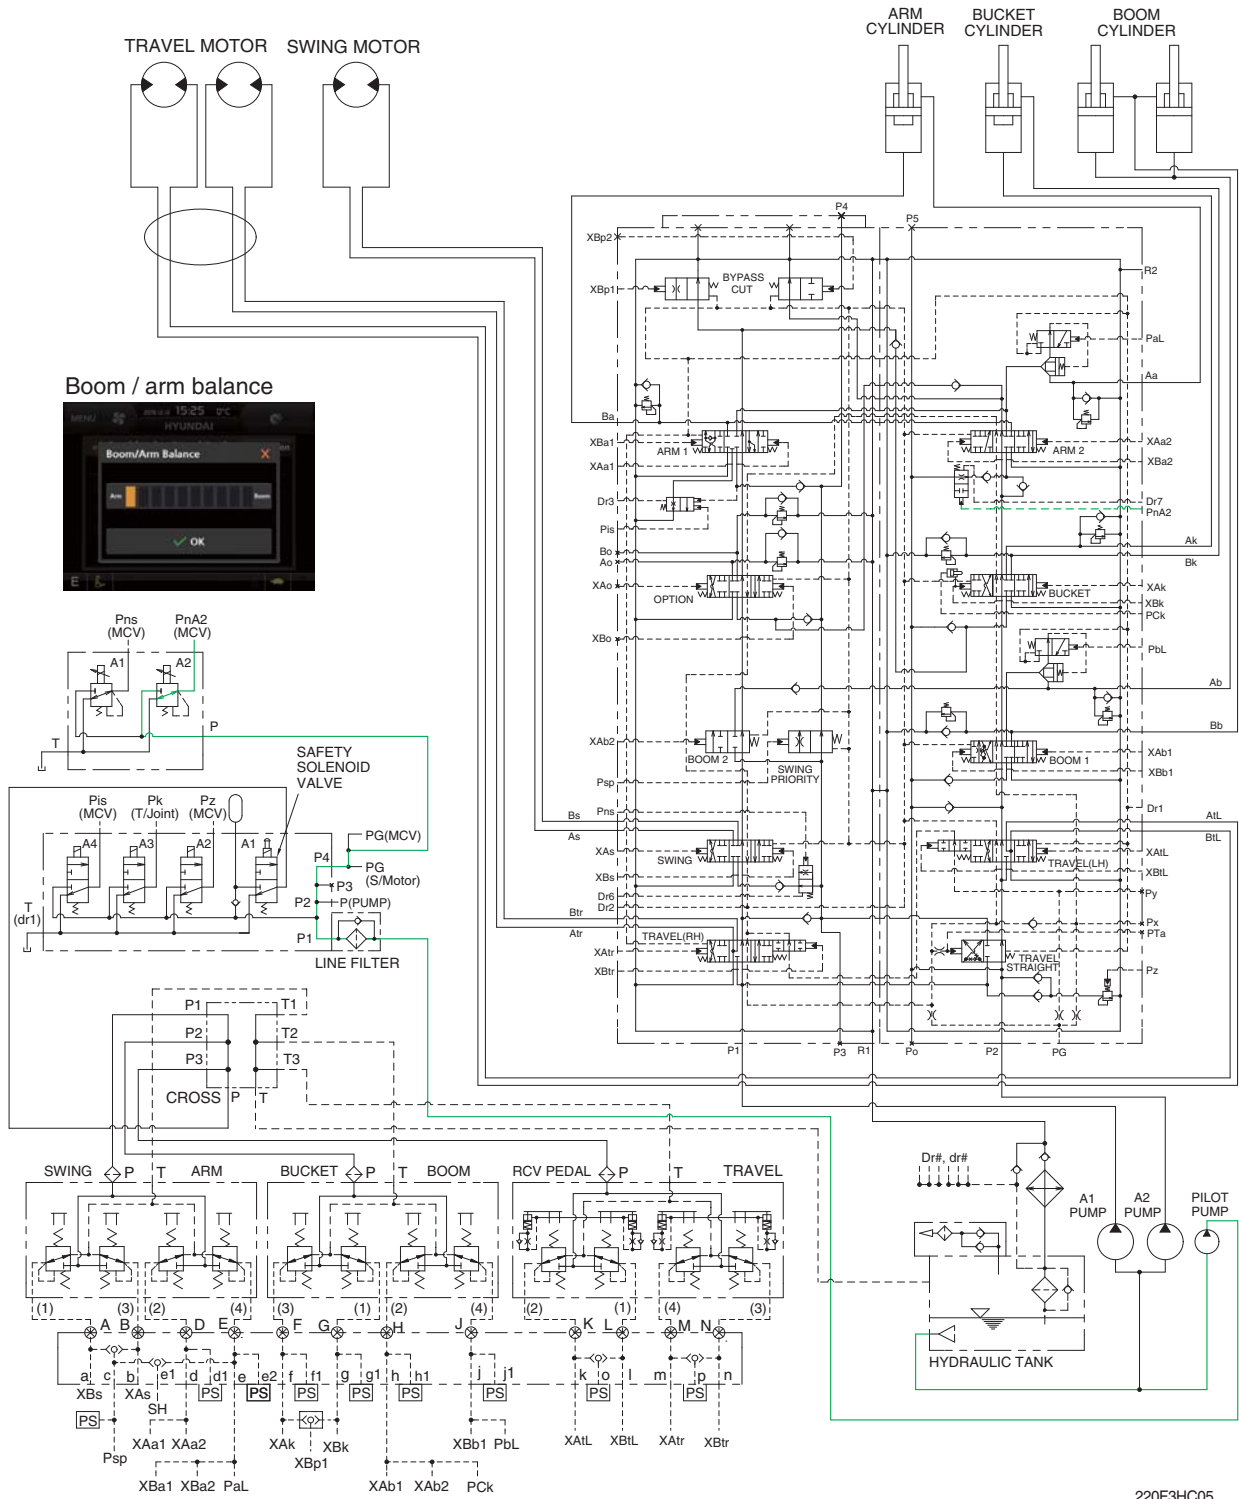 ARM
CYLINDER
BUCKET
CYLINDER
BOOM
CYLINDER
TRAVEL MOTOR
SWING MOTOR
P4
P5
XBp2
XBp1
BYPASS
CUT
R2
PaL
Aa
Boom / arm balance
MENU
15:25
0°C
HYUNDAI
Boom/Arm Balance
X
Arm
Boom
OK
E
Ba
XBa1
ARM 1
XAa1
Dr3
Pis
Bo
Ao
XAo
OPTION
XBo
XAa2
ARM 2
XBa2
Dr7
PnA2
Ak
Bk
XAk
BUCKET
XBk
PCk
PbL
Ab
Bb
XAb2
BOOM 2
SWING
PRIORITY
Psp
XAb1
BOOM 1
XBb1
Pns
Dr1
AtL
BtL
Bs
As
XAs
SWING
XBs
Dr6
Dr2
XAtL
TRAVEL(LH)
XBtL
Py
Px
PTa
Btr
Atr
TRAVEL(RH)
XAtr
XBtr
TRAVEL
STRAIGHT
Pz
P1
P3
R1
Po
P2
PG
Pns
(MCV)
PnA2
(MCV)
A1
A2
P
T
SAFETY
SOLENOID
VALVE
Pis
(MCV)
Pk
(T/Joint)
Pz
(MCV)
A4
A3
A2
A1
PG(MCV)
P4
PG
(S/Motor)
P3
P2
P(PUMP)
T
(dr1)
P1
LINE FILTER
P1
T1
P2
T2
P3
T3
CROSS
P
T
Dr#, dr#
A1
PUMP
A2
PUMP
PILOT
PUMP
HYDRAULIC TANK
SWING
P
T
ARM
BUCKET
P
T
BOOM
RCV PEDAL
P
T
TRAVEL
(1)
(3)
(2)
(4)
(3)
(1)
(2)
(4)
(2)
(1)
(4)
(3)
A
B
D
E
F
G
H
J
K
L
M
N
a
c
b
e1
d
d1
e
e2
f
f1
g
g1
h
h1
j
j1
k
o
l
m
p
n
XBs
XAs
SH
PS
PS
PS
PS
PS
PS
PS
PS
PS
Psp
XAa1
XAa2
XBa1
XBa2
PaL
XAk
XBp1
XBk
XAb1
XAb2
PCk
XBb1
PbL
XAtL
XBtL
XAtr
XBtr
220F3HC05